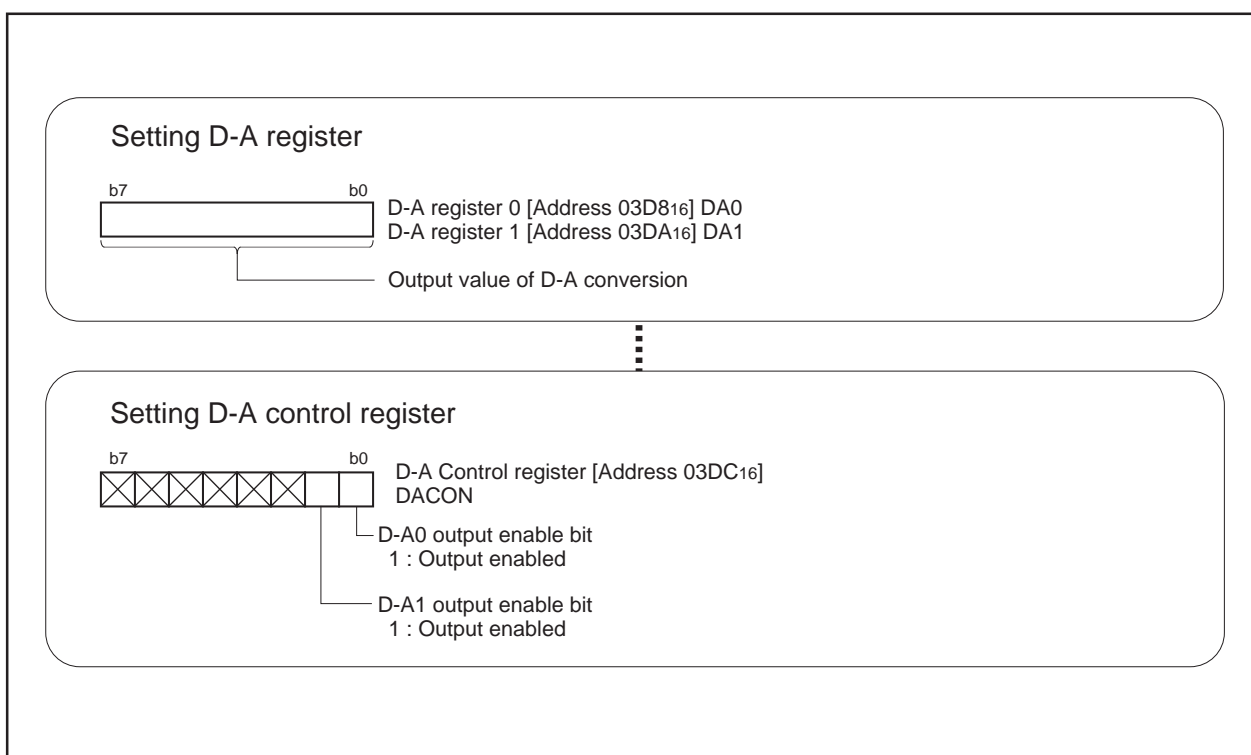 Setting D-A register
b7 b0
D-A register 0 [Address 03D816] DA0
D-A register 1 [Address 03DA16] DA1
Output value of D-A conversion
Setting D-A control register
b7 b0
D-A Control register [Address 03DC16]
DACON
D-A0 output enable bit
1 : Output enabled
D-A1 output enable bit
1 : Output enabled